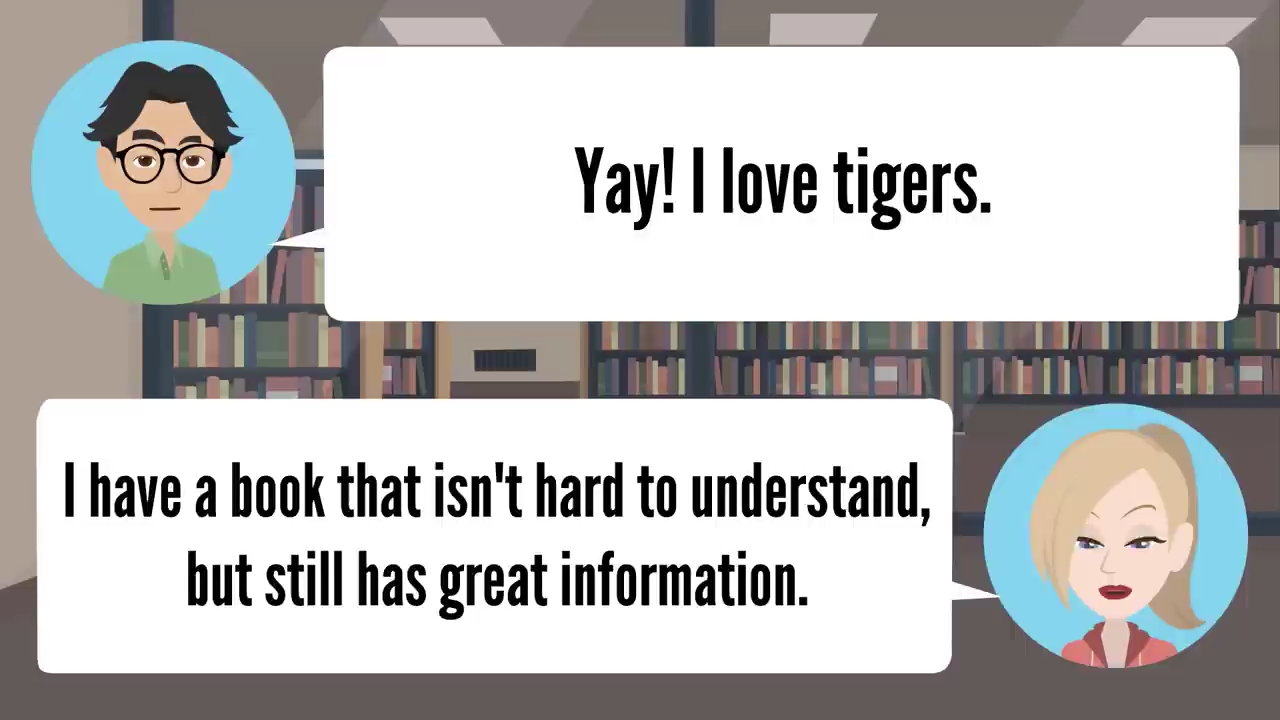 Yay! I love tigers.
I have a book that isn't hard to understand,
but still has great information.